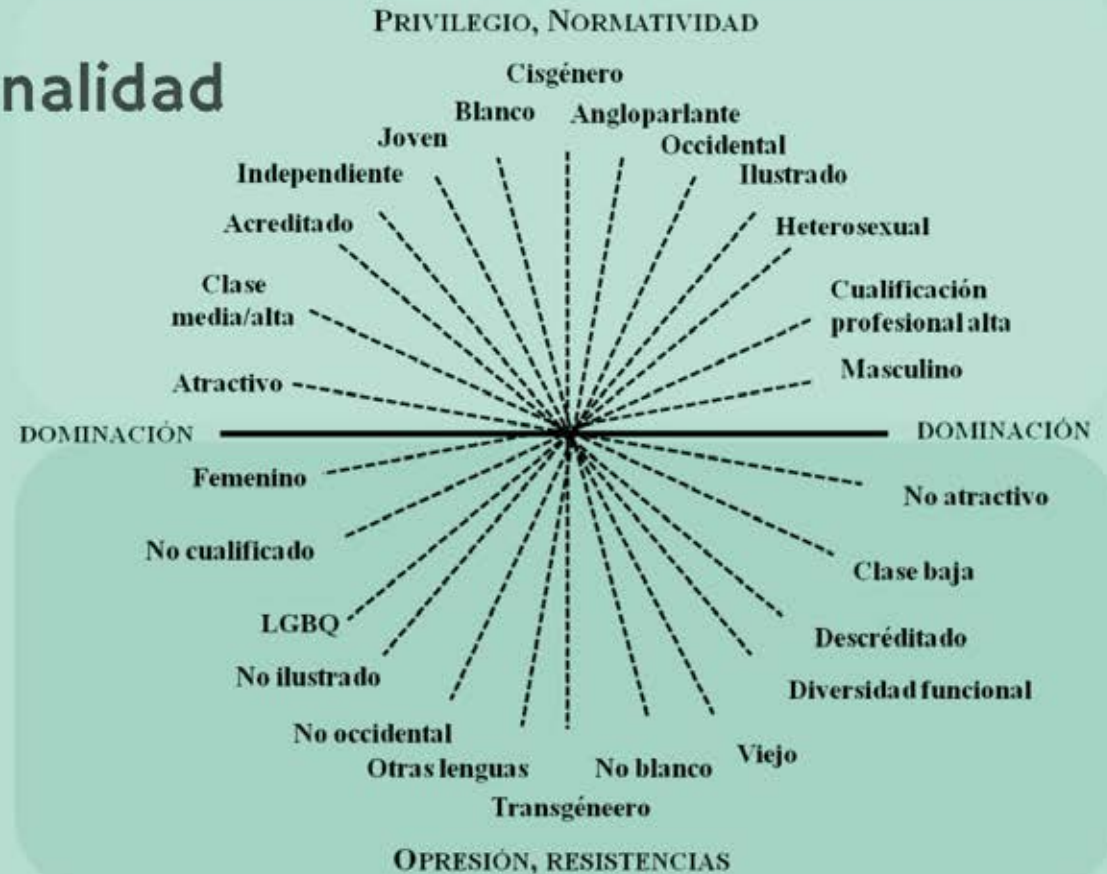 PRIVILEGIO, NORMATIVIDAD
nalidad
Cisgénero
Blanco
Angloparlante
Joven
Occidental
Independiente
Ilustrado
Acreditado
Heterosexual
Clase
media/alta
Cualificación
profesional alta
Atractivo
Masculino
DOMINACIÓN
DOMINACIÓN
Femenino
No atractivo
No cualificado
Clase baja
LGBQ
Descréditado
No ilustrado
Diversidad funcional
No occidental
Viejo
Otras lenguas
No blanco
Transgéneero
OPRESIÓN, RESISTENCIAS